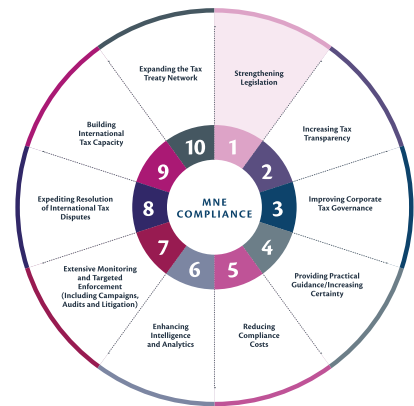 Strengthening
Legislation
Increasing Tax
Transparency
Improving Corporate
Tax Governance
Providing Practical
Guidance/Increasing
Certainty
Reducing
Compliance
Costs
Enhancing
Intelligence
and Analytics
Extensive Monitoring
and Targeted
Enforcement
(Including Campaigns,
Audits and Litigation)
Expediting Resolution
of International Tax
Disputes
Building
International
Tax Capacity
Expanding the Tax
Treaty Network
1
2
3
4
5
6
7
8
9
10
MNE
COMPLIANCE